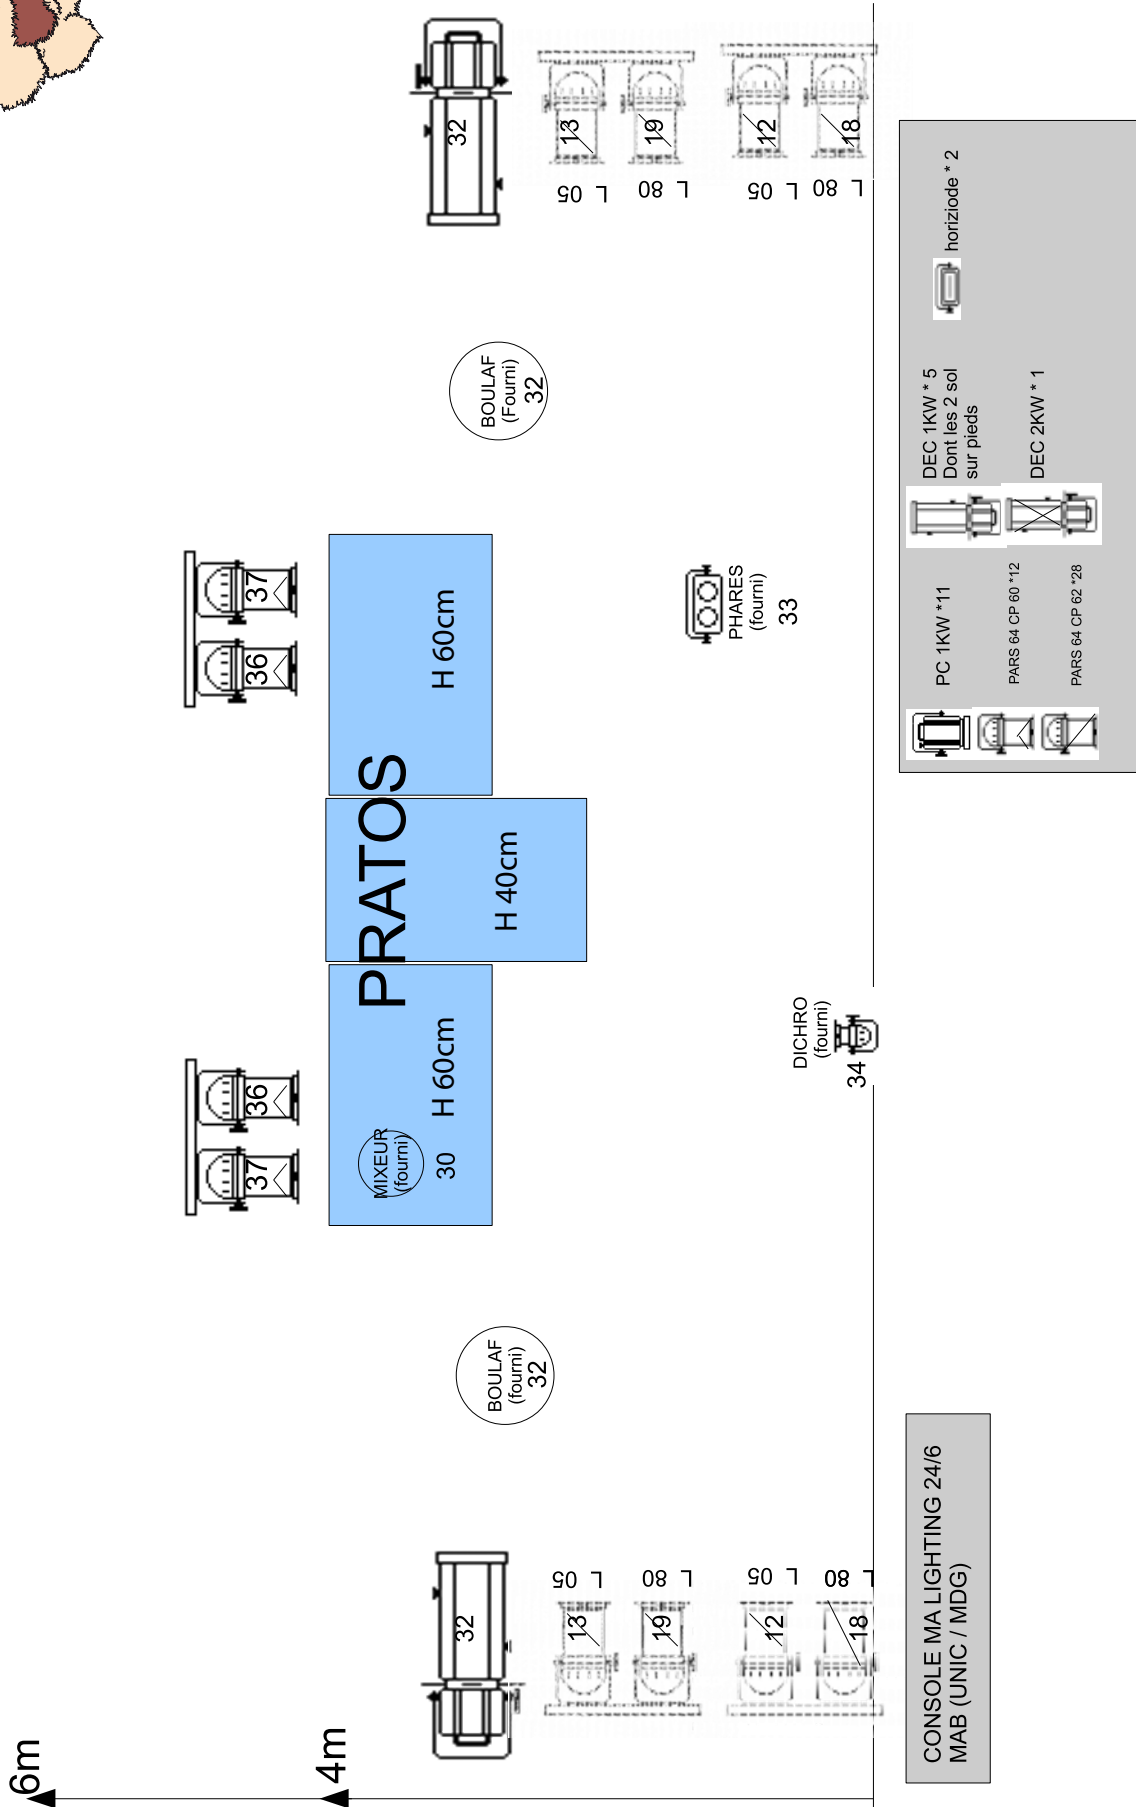 6m
4m
32
13
19
12
18
L 05
L 80
L 05
L 80
BOULAF
(fourni)
32
37
36
MIXEUR
(fourni)
30
H 60cm
PRATOS
H 40cm
H 60cm
36
37
DICHRO
(fourni)
34
PHARES
(fourni)
33
BOULAF
(Fourni)
32
32
13
19
12
18
L 05
L 80
L 05
L 80
CONSOLE MA LIGHTING 24/6
MAB (UNIC / MDG)
PC 1KW *11
PARS 64 CP 60 *12
PARS 64 CP 62 *28
DEC 1KW * 5
Dont les 2 sol
sur pieds
DEC 2KW * 1
horiziode * 2